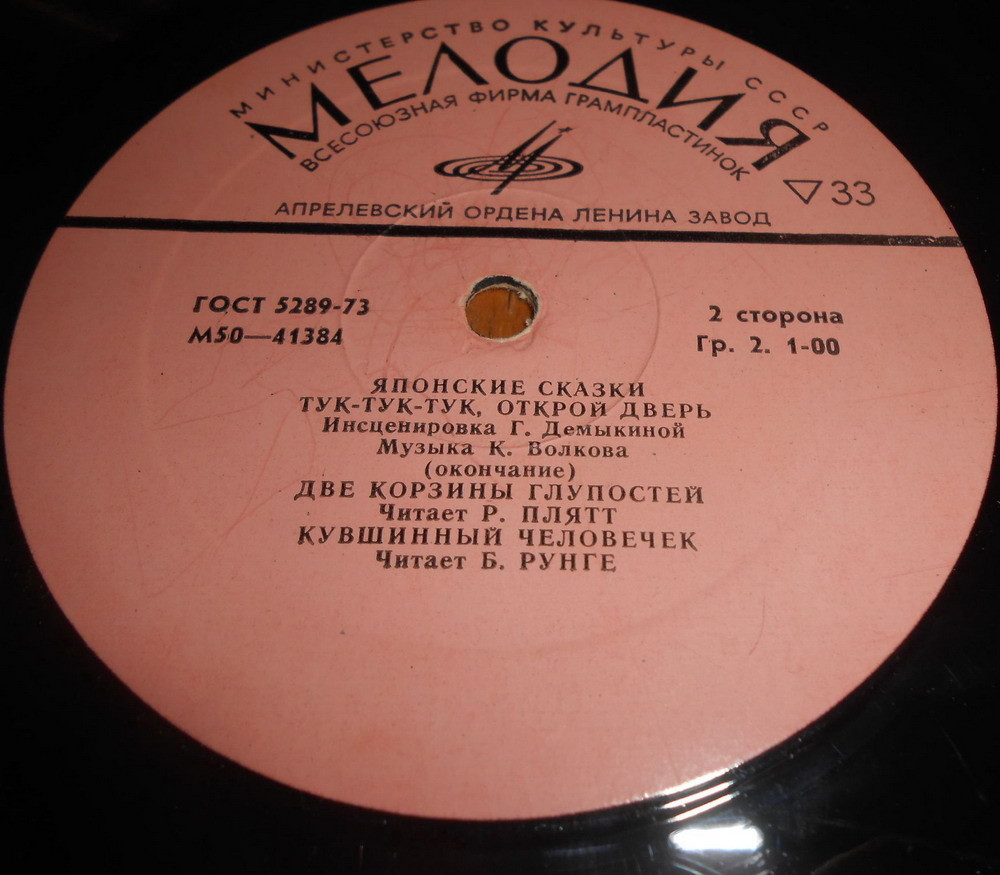 МИНИСТЕРСТВО КУЛЬТУРЫ СССР
МЕЛОДИЯ
ВСЕСОЮЗНАЯ ФИРМА ГРАМПЛАСТИНОК
33
АПРЕЛЕВСКИЙ ОРДЕНА ЛЕНИНА ЗАВОД
ГОСТ 5289-73
М50—41384
2 сторона
Гр. 2. 1-00
ЯПОНСКИЕ СКАЗКИ
ТУК-ТУК-ТУК, ОТКРОЙ ДВЕРЬ
Инсценировка Г. Демыкиной
Музыка К. Волкова
(окончание)
ДВЕ КОРЗИНЫ ГЛУПОСТЕЙ
Читает Р. ПЛЯТТ
КУВШИННЫЙ ЧЕЛОВЕЧЕК
Читает Б. РУНГЕ